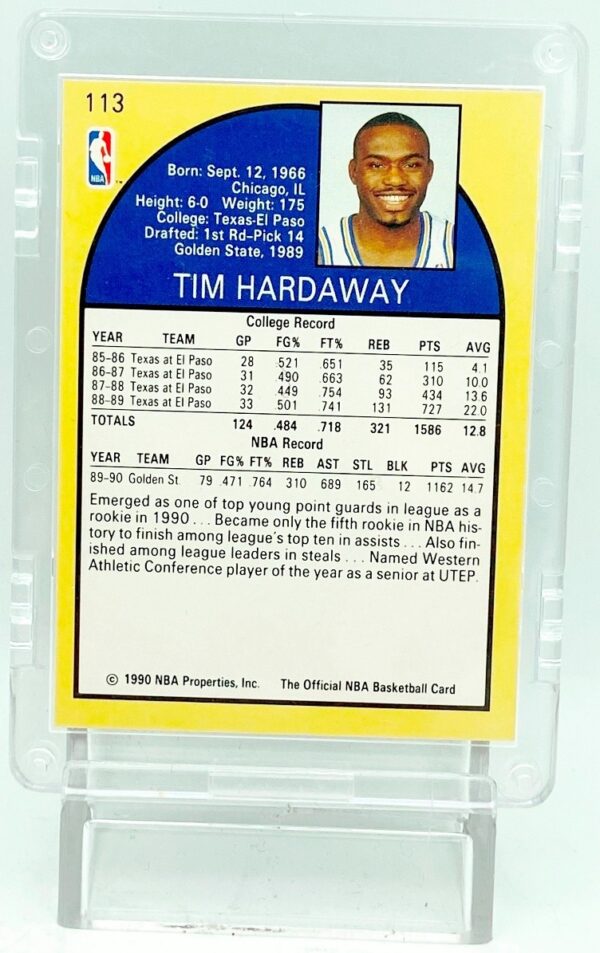 113
NBA
Born: Sept. 12, 1966
Chicago, IL
Height: 6-0 Weight: 175
College: Texas-El Paso
Drafted: 1st Rd-Pick 14
Golden State, 1989
TIM HARDAWAY
College Record
YEAR TEAM GP FG% FT% REB PTS AVG
85-86 Texas at El Paso 28 .521 .651 35 115 4.1
86-87 Texas at El Paso 31 .490 .663 62 310 10.0
87-88 Texas at El Paso 32 .449 .754 93 434 13.6
88-89 Texas at El Paso 33 .501 .741 131 727 22.0
TOTALS 124 .484 .718 321 1586 12.8
NBA Record
YEAR TEAM GP FG% FT% REB AST STL BLK PTS AVG
89-90 Golden St. 79 .471 .764 310 689 165 12 1162 14.7
Emerged as one of top young point guards in league as a
rookie in 1990 . . . Became only the fifth rookie in NBA his-
tory to finish among league's top ten in assists . . . Also fin-
ished among league leaders in steals . . . Named Western
Athletic Conference player of the year as a senior at UTEP.
© 1990 NBA Properties, Inc. The Official NBA Basketball Card